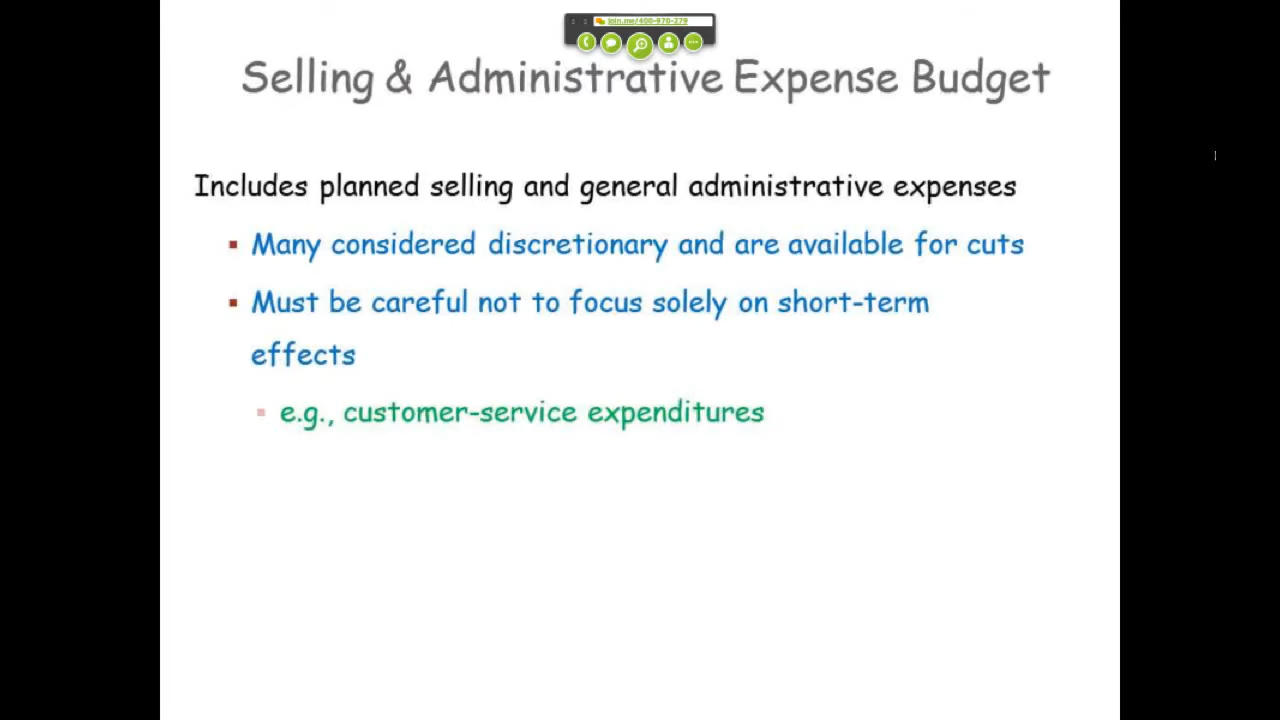 join.me/400-970-279
Selling & Administrative Expense Budget
Includes planned selling and general administrative expenses
Many considered discretionary and are available for cuts
Must be careful not to focus solely on short-term
effects
e.g., customer-service expenditures